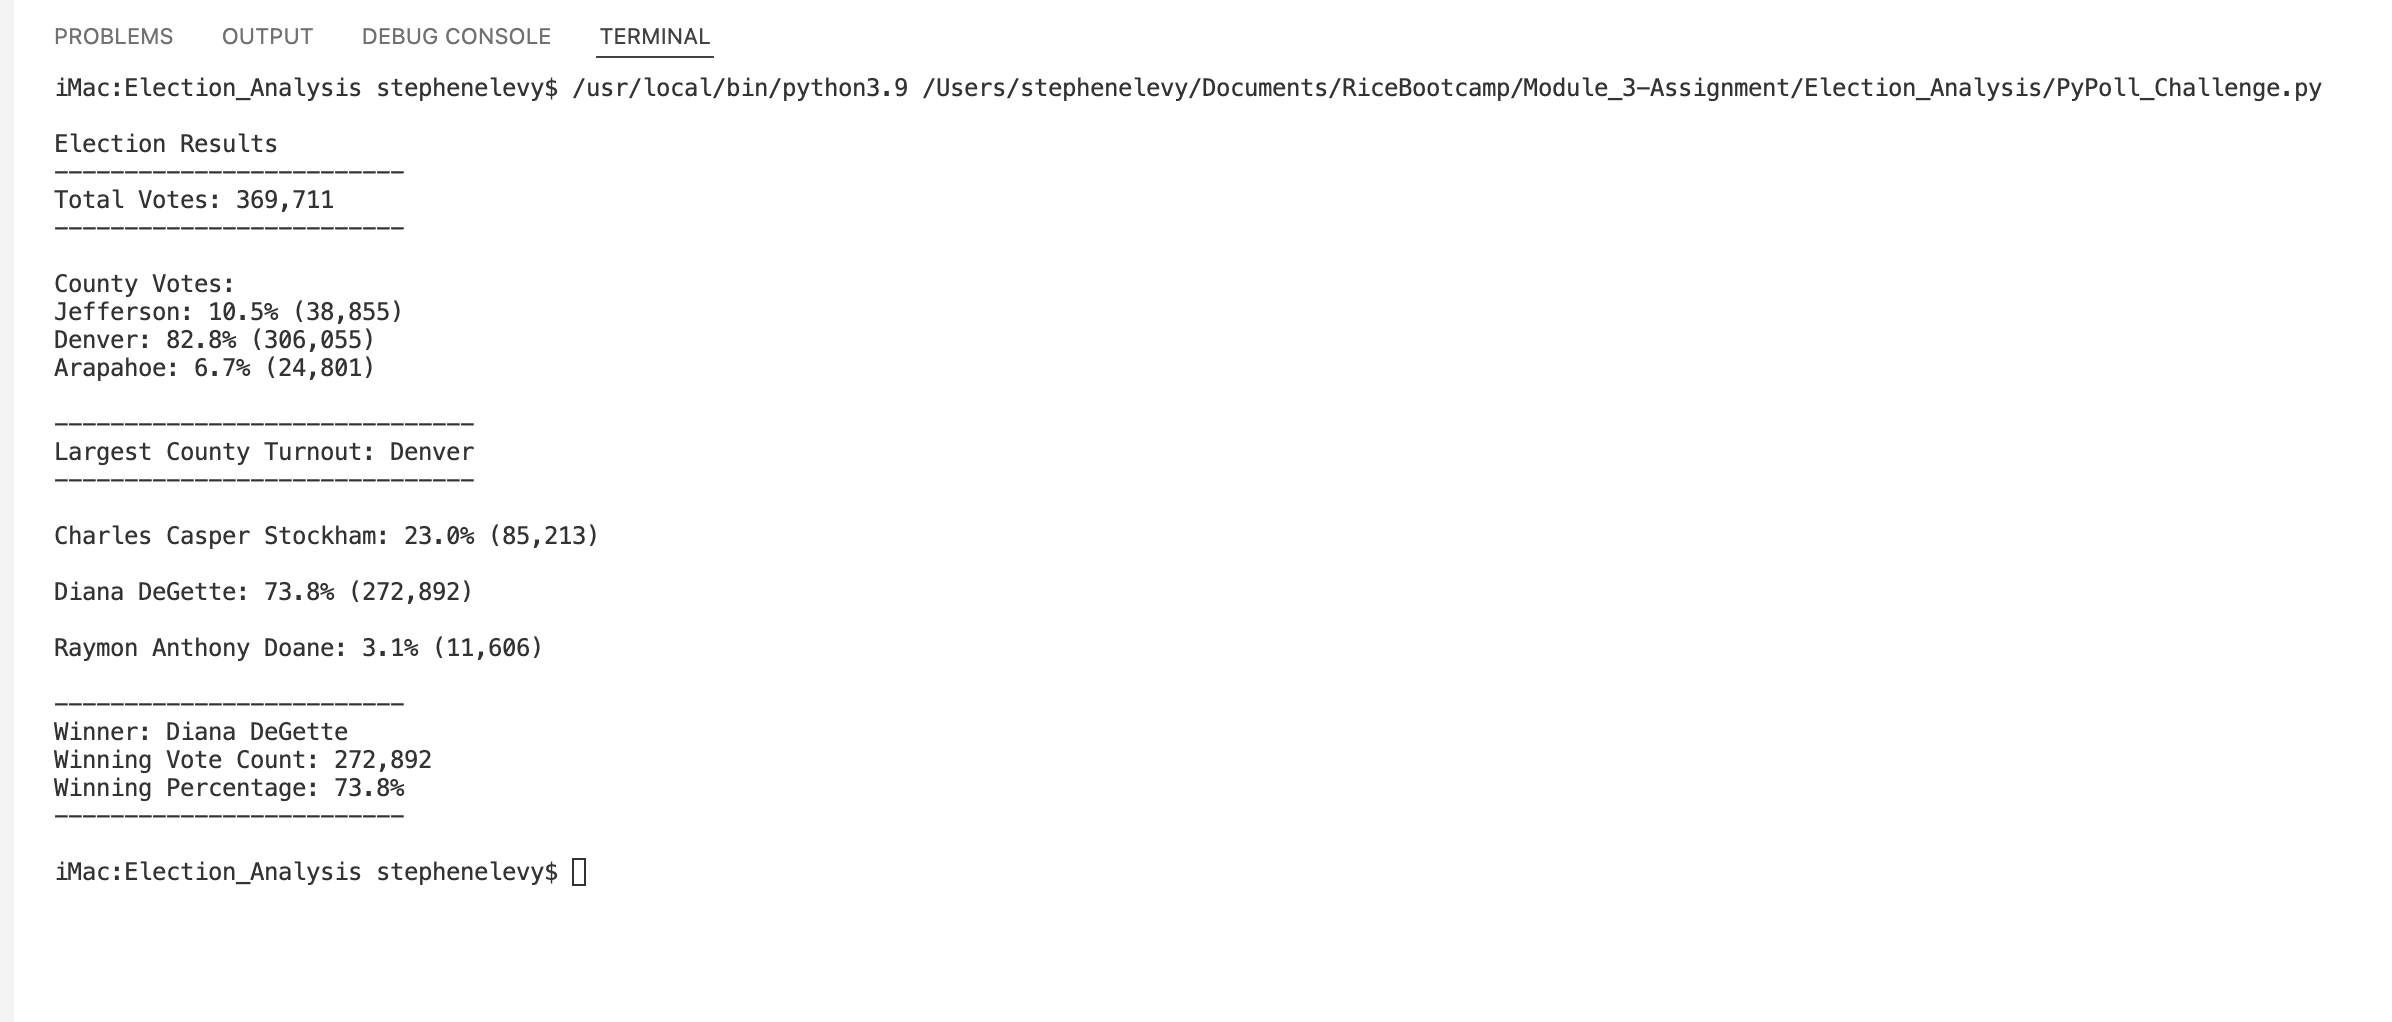 PROBLEMS OUTPUT DEBUG CONSOLE TERMINAL
iMac:Election_Analysis stephenelevy$ /usr/local/bin/python3.9 /Users/stephenelevy/Documents/RiceBootcamp/Module_3-Assignment/Election_Analysis/PyPoll_Challenge.py
Election Results
-------------------------
Total Votes: 369,711
-------------------------
County Votes:
Jefferson: 10.5% (38,855)
Denver: 82.8% (306,055)
Arapahoe: 6.7% (24,801)
------------------------------
Largest County Turnout: Denver
------------------------------
Charles Casper Stockham: 23.0% (85,213)
Diana DeGette: 73.8% (272,892)
Raymon Anthony Doane: 3.1% (11,606)
-------------------------
Winner: Diana DeGette
Winning Vote Count: 272,892
Winning Percentage: 73.8%
-------------------------
iMac:Election_Analysis stephenelevy$